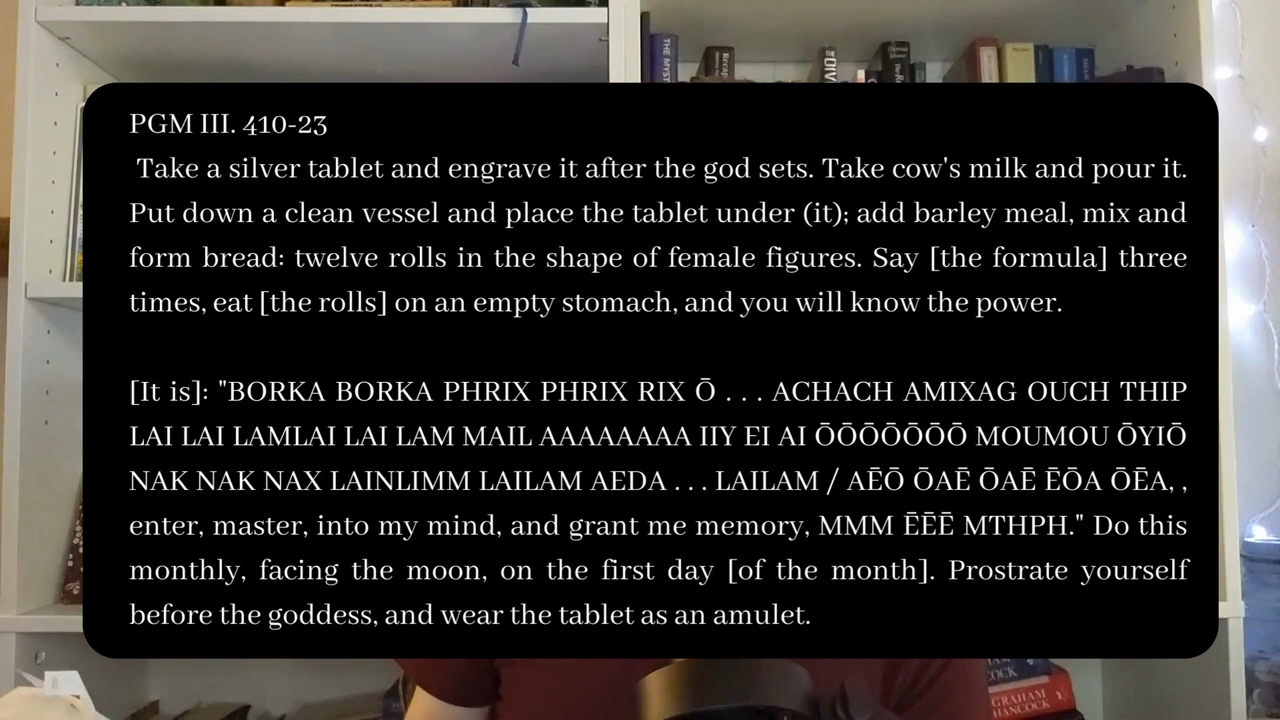 THE MYST
Recap
DIV
PGM III. 410-23
Take a silver tablet and engrave it after the god sets. Take cow's milk and pour it.
Put down a clean vessel and place the tablet under (it); add barley meal, mix and
form bread: twelve rolls in the shape of female figures. Say [the formula] three
times, eat [the rolls] on an empty stomach, and you will know the power.
[It is]: "BORKA BORKA PHRIX PHRIX RIX Ō . . . ACHACH AMIXAG OUCH THIP
LAI LAI LAMLAI LAI LAM MAIL AAAAAAAA IIY EI AI ŌŌŌŌŌŌŌ MOUMOU ŌYIŌ
NAK NAK NAX LAINLIMM LAILAM AEDA . . . LAILAM / AĒŌ ŌAĒ ŌAĒ ĒŌA ŌĒA, ,
enter, master, into my mind, and grant me memory, MMM ĒĒĒ MTHPH." Do this
monthly, facing the moon, on the first day [of the month]. Prostrate yourself
before the goddess, and wear the tablet as an amulet.
GRAHAM
HANCOCK